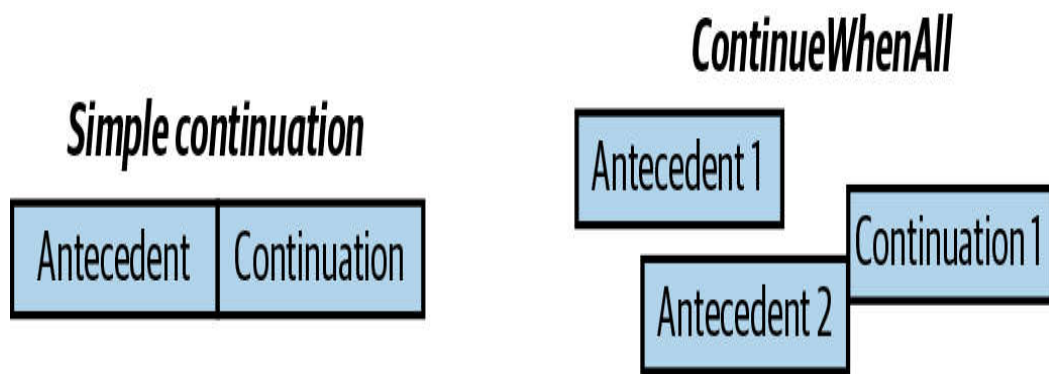 Simple continuation
Antecedent
Continuation
ContinueWhenAll
Antecedent 1
Continuation 1
Antecedent 2